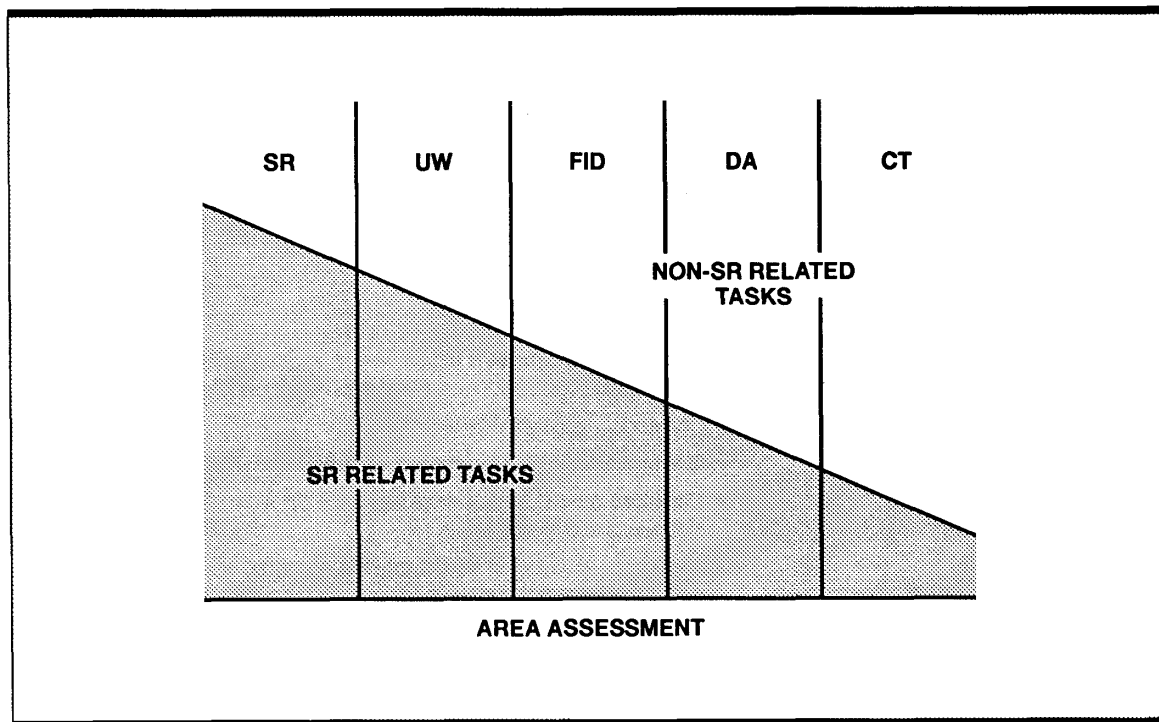 SR
UW
FID
DA
CT
NON-SR RELATED
TASKS
SR RELATED TASKS
AREA ASSESSMENT